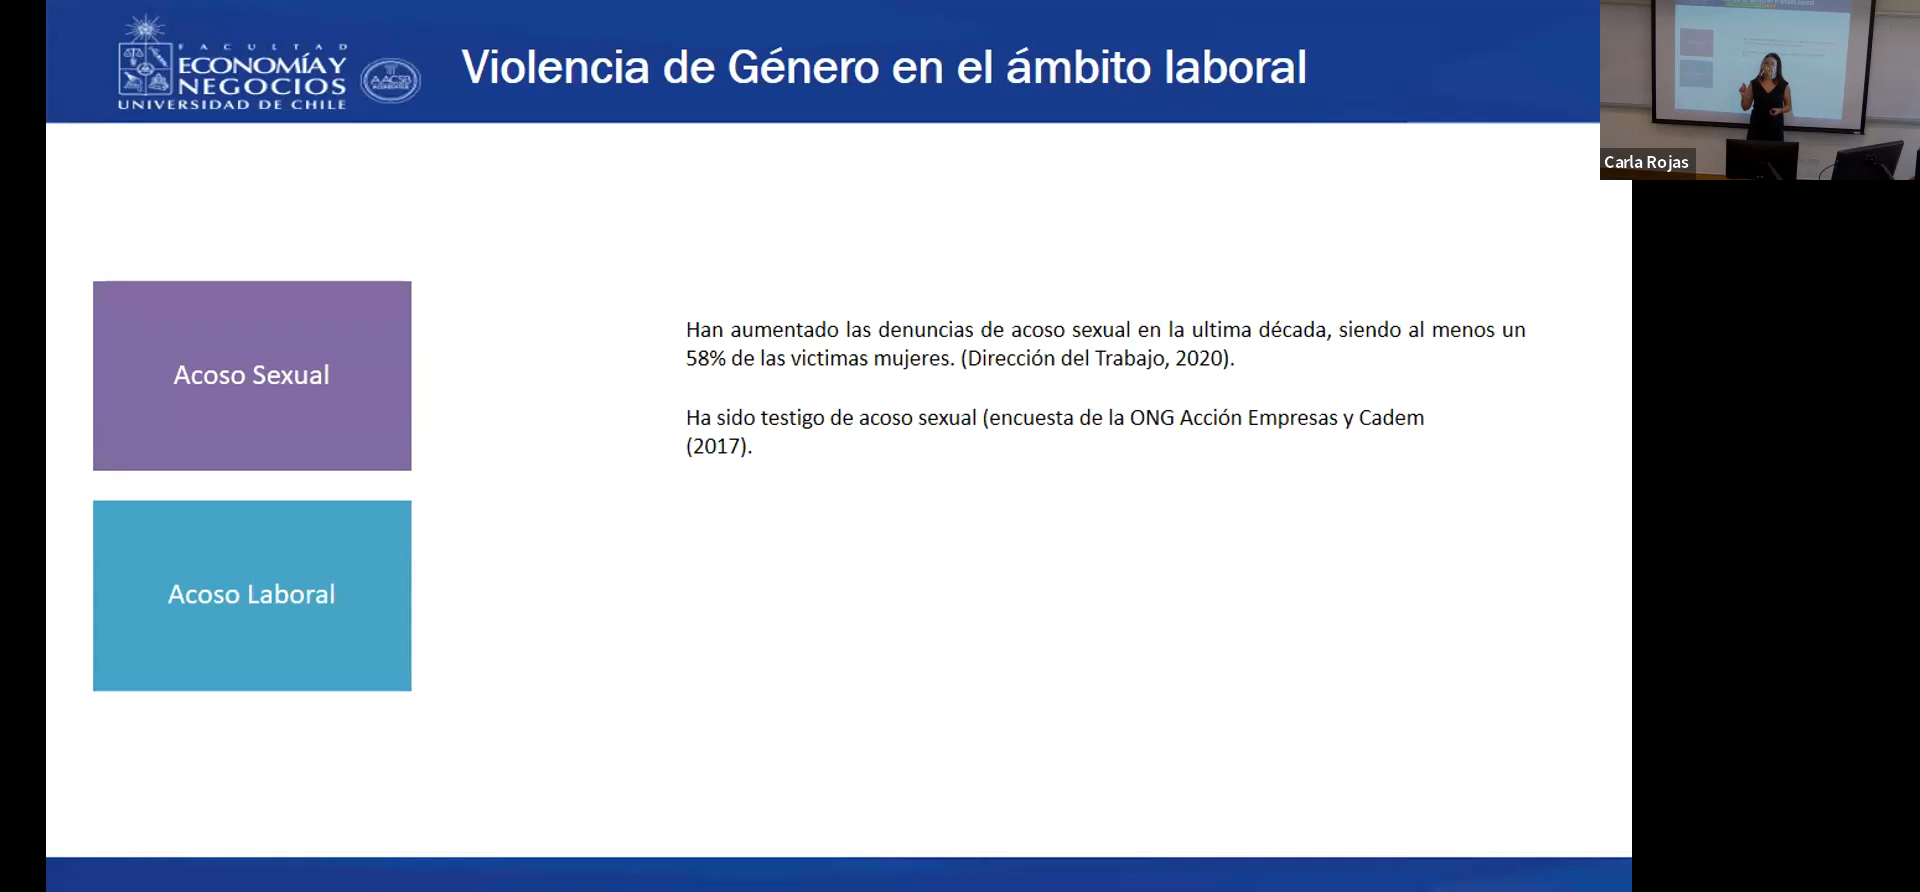 FACULTAD
ECONOMÍA Y
NEGOCIOS
UNIVERSIDAD DE CHILE
AACSB
Violencia de Género en el ámbito laboral
Carla Rojas
Acoso Sexual
Han aumentado las denuncias de acoso sexual en la ultima década, siendo al menos un
58% de las victimas mujeres. (Dirección del Trabajo, 2020).
Ha sido testigo de acoso sexual (encuesta de la ONG Acción Empresas y Cadem
(2017).
Acoso Laboral